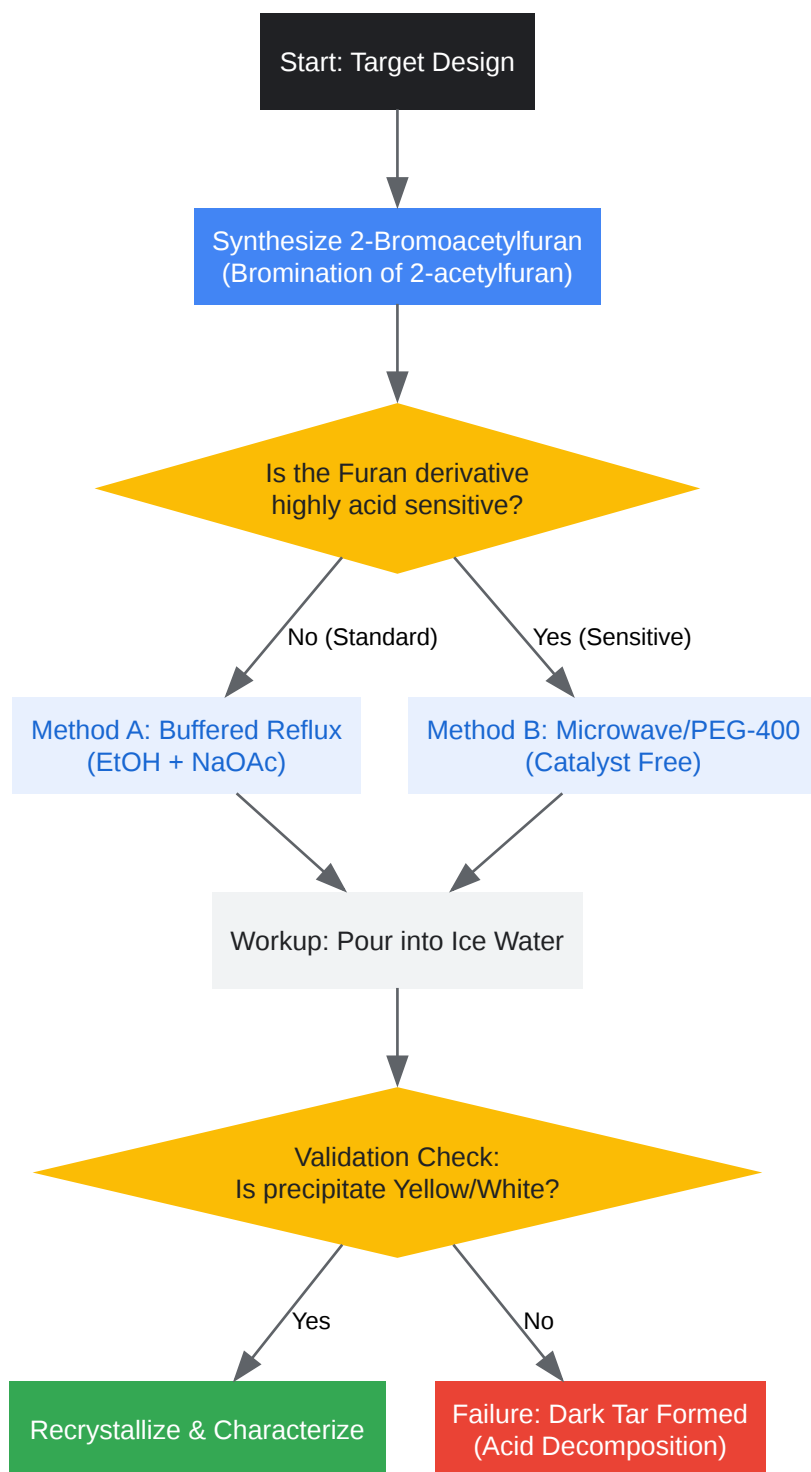 Start: Target Design
Synthesize 2-Bromoacetylfuran
(Bromination of 2-acetylfuran)
Is the Furan derivative
highly acid sensitive?
No (Standard)
Yes (Sensitive)
Method A: Buffered Reflux
(EtOH + NaOAc)
Method B: Microwave/PEG-400
(Catalyst Free)
Workup: Pour into Ice Water
Validation Check:
Is precipitate Yellow/White?
Yes
No
Recrystallize & Characterize
Failure: Dark Tar Formed
(Acid Decomposition)